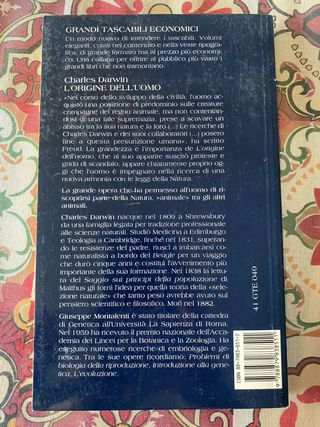 GRANDI TASCABILI ECONOMICI
Un modo nuovo di intendere i tascabili. Volumi
eleganti, curati nel contenuto e nella veste tipogra-
fica, di grande formato ma al prezzo più economi-
co. Una collana per offrire al pubblico più vasto i
grandi libri che non tramontano.
Charles Darwin
L'ORIGINE DELL'UOMO
«Nel corso dello sviluppo della civiltà, l'uomo ac-
quistò una posizione di predominio sulle creature
compagne del regno animale; ma non contentan-
dosi di una tale supremazia, prese a scavare un
abisso tra la sua natura e la loro (...) Le ricerche di
Charles Darwin e dei suoi collaboratori (...) posero
fine a questa presunzione umana», ha scritto
Freud. La grandezza e l'importanza de L'origine
dell'uomo, che al suo apparire suscitò proteste e
grida di scandalo, appare chiaramente proprio og-
gi che l'uomo è impegnato nella ricerca di una
nuova armonia con le leggi della Natura.
La grande opera che ha permesso all'uomo di ri-
scoprirsi parte della Natura, «animale» tra gli altri
animali.
Charles Darwin nacque nel 1809 a Shrewsbury
da una famiglia legata per tradizione professionale
alle scienze naturali. Studiò Medicina a Edimburgo
e Teologia a Cambridge, finché nel 1831, superan-
do le resistenze del padre, riuscì a imbarcarsi co-
me naturalista a bordo del Beagle per un viaggio
che durò cinque anni e costituì l'avvenimento più
importante della sua formazione. Nel 1838 la lettu-
ra del Saggio sui principi della popolazione di
Malthus gli fornì l'idea per quella teoria della «sele-
zione naturale» che tanto peso avrebbe avuto sul
pensiero scientifico e filosofico. Morì nel 1882.
Giuseppe Montalenti è stato titolare della cattedra
di Genetica all'Università La Sapienza di Roma.
Nel 1959 ha ricevuto il premio nazionale dell'Acca-
demia dei Lincei per la Botanica e la Zoologia. Ha
eseguito numerose ricerche di embriologia e ge-
netica. Tra le sue opere ricordiamo: Problemi di
biologia della riproduzione, Introduzione alla gene-
tica, L'evoluzione.
41 GTE 049